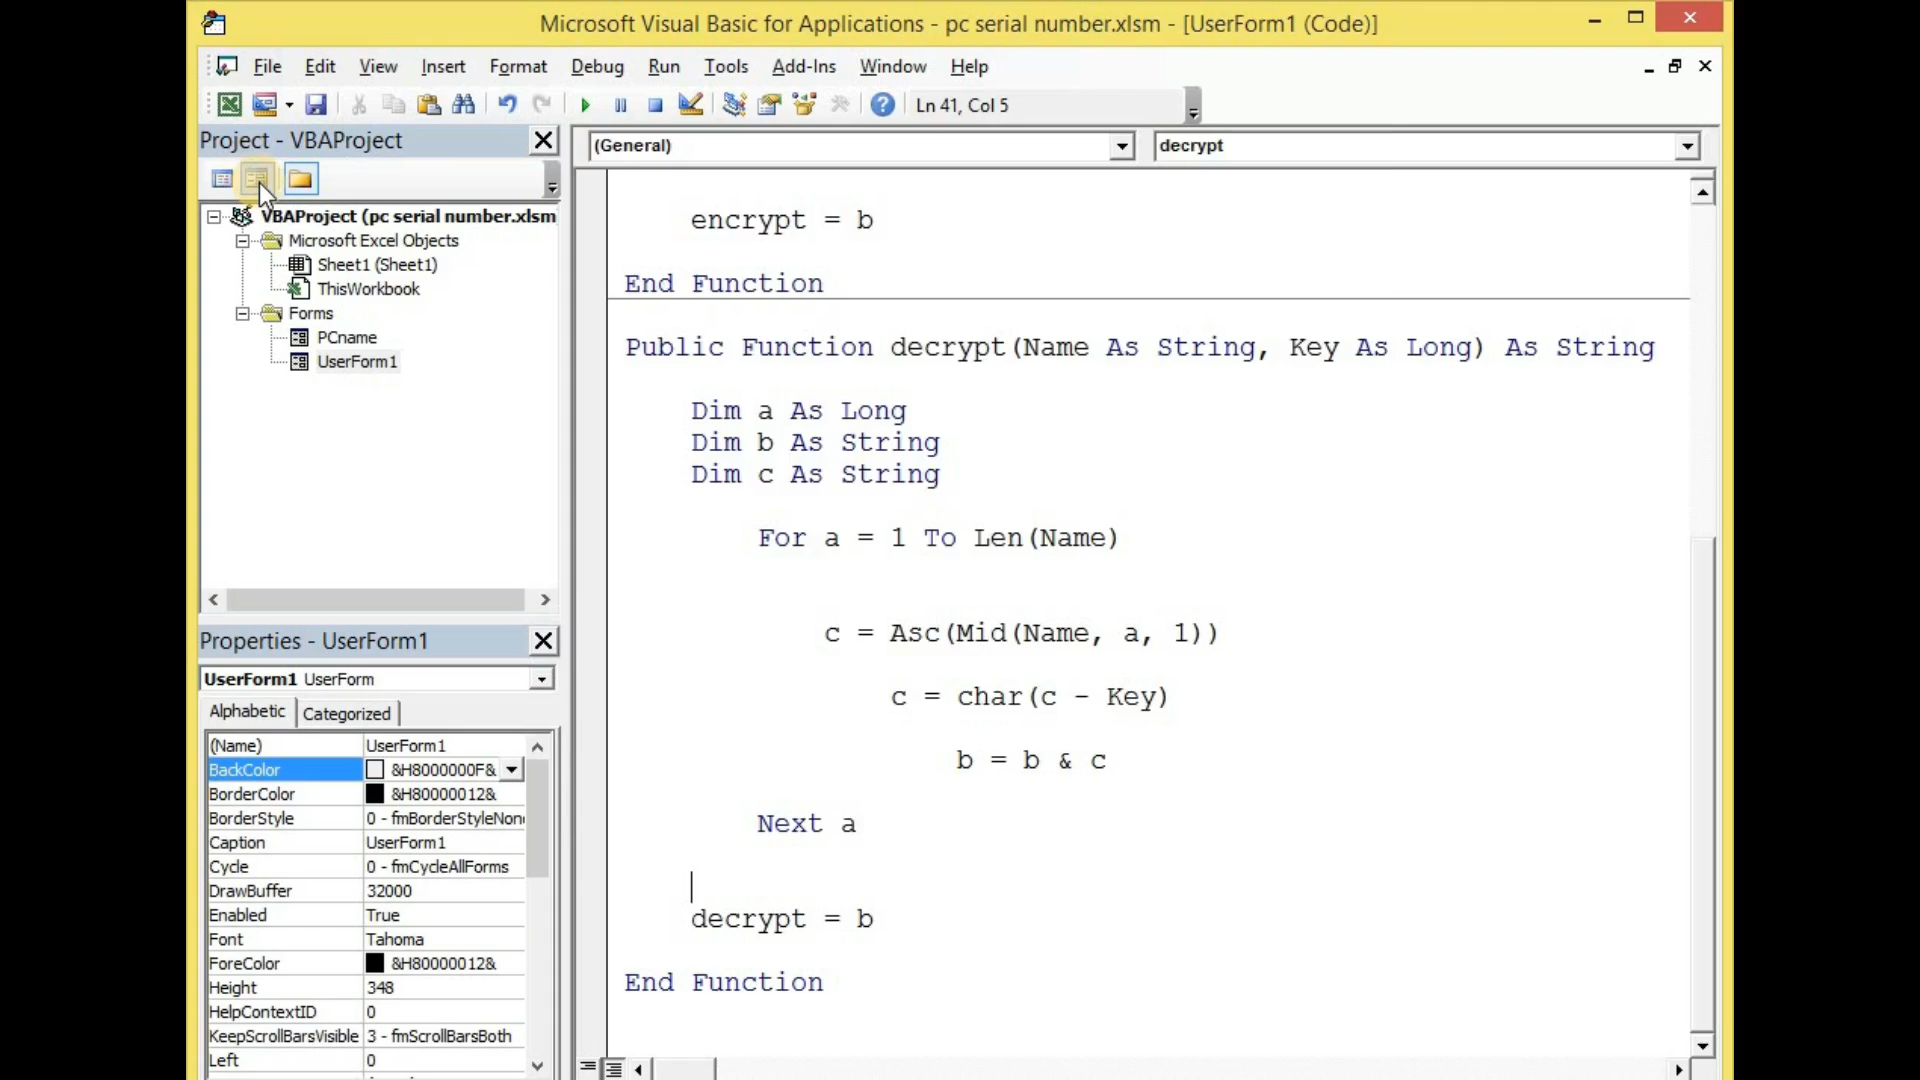 Microsoft Visual Basic for Applications - pc serial number.xlsm - [UserForm1 (Code)]
File Edit View Insert Format Debug Run Tools Add-Ins Window Help
Ln 41, Col 5
Project - VBAProject
(General)
decrypt
VBAProject (pc serial number.xlsm
Microsoft Excel Objects
Sheet1 (Sheet1)
ThisWorkbook
Forms
PCname
UserForm1
Properties - UserForm1
UserForm1 UserForm
Alphabetic Categorized
(Name) UserForm1
BackColor &H8000000F&
BorderColor &H80000012&
BorderStyle 0 - fmBorderStyleNon
Caption UserForm1
Cycle 0 - fmCycleAllForms
DrawBuffer 32000
Enabled True
Font Tahoma
ForeColor &H80000012&
Height 348
HelpContextID 0
KeepScrollBarsVisible 3 - fmScrollBarsBoth
Left 0
encrypt = b
End Function
Public Function decrypt(Name As String, Key As Long) As String
Dim a As Long
Dim b As String
Dim c As String
For a = 1 To Len(Name)
c = Asc(Mid(Name, a, 1))
c = char(c - Key)
b = b & c
Next a
decrypt = b
End Function